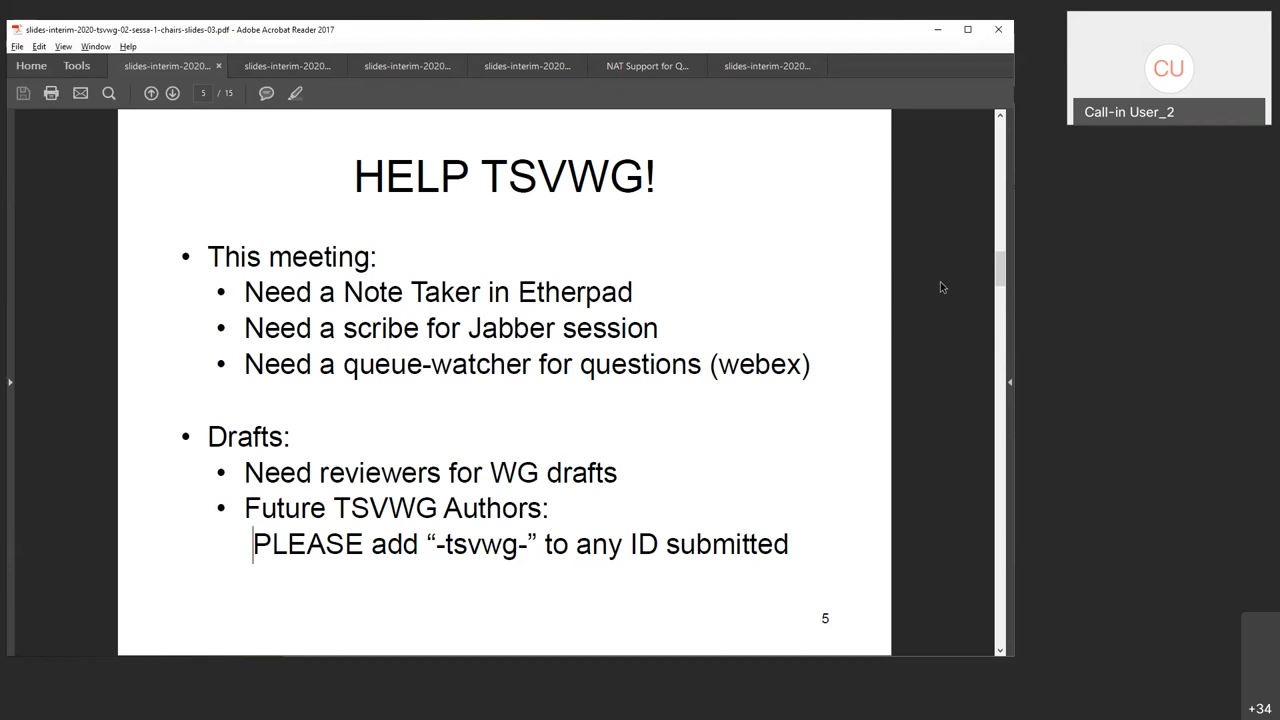 slides-interim-2020-tsvwg-02-sessa-1-chairs-slides-03.pdf - Adobe Acrobat Reader 2017
File Edit View Window Help
Home Tools slides-interim-2020... × slides-interim-2020... slides-interim-2020... slides-interim-2020... NAT Support for Q... slides-interim-2020...
5 / 15
CU
Call-in User_2
HELP TSVWG!
• This meeting:
• Need a Note Taker in Etherpad
• Need a scribe for Jabber session
• Need a queue-watcher for questions (webex)
• Drafts:
• Need reviewers for WG drafts
• Future TSVWG Authors:
PLEASE add “-tsvwg-” to any ID submitted
5
+34